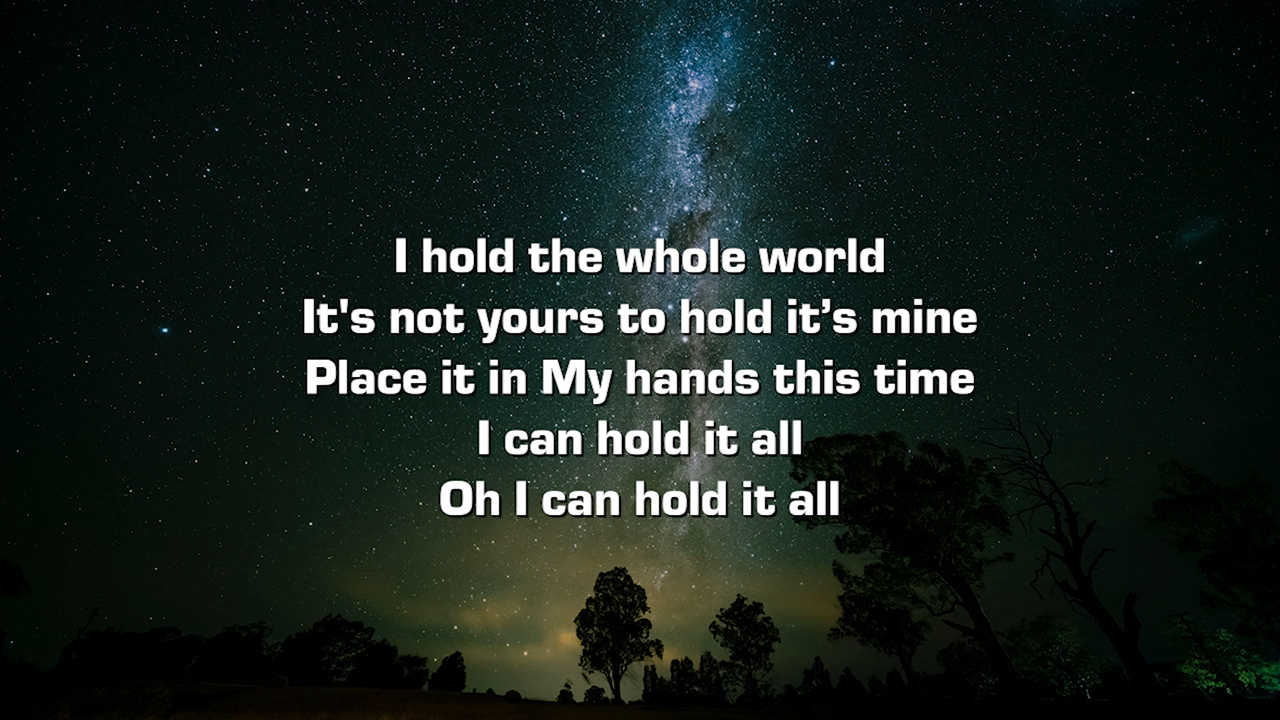 I hold the whole world
It's not yours to hold it’s mine
Place it in My hands this time
I can hold it all
Oh I can hold it all